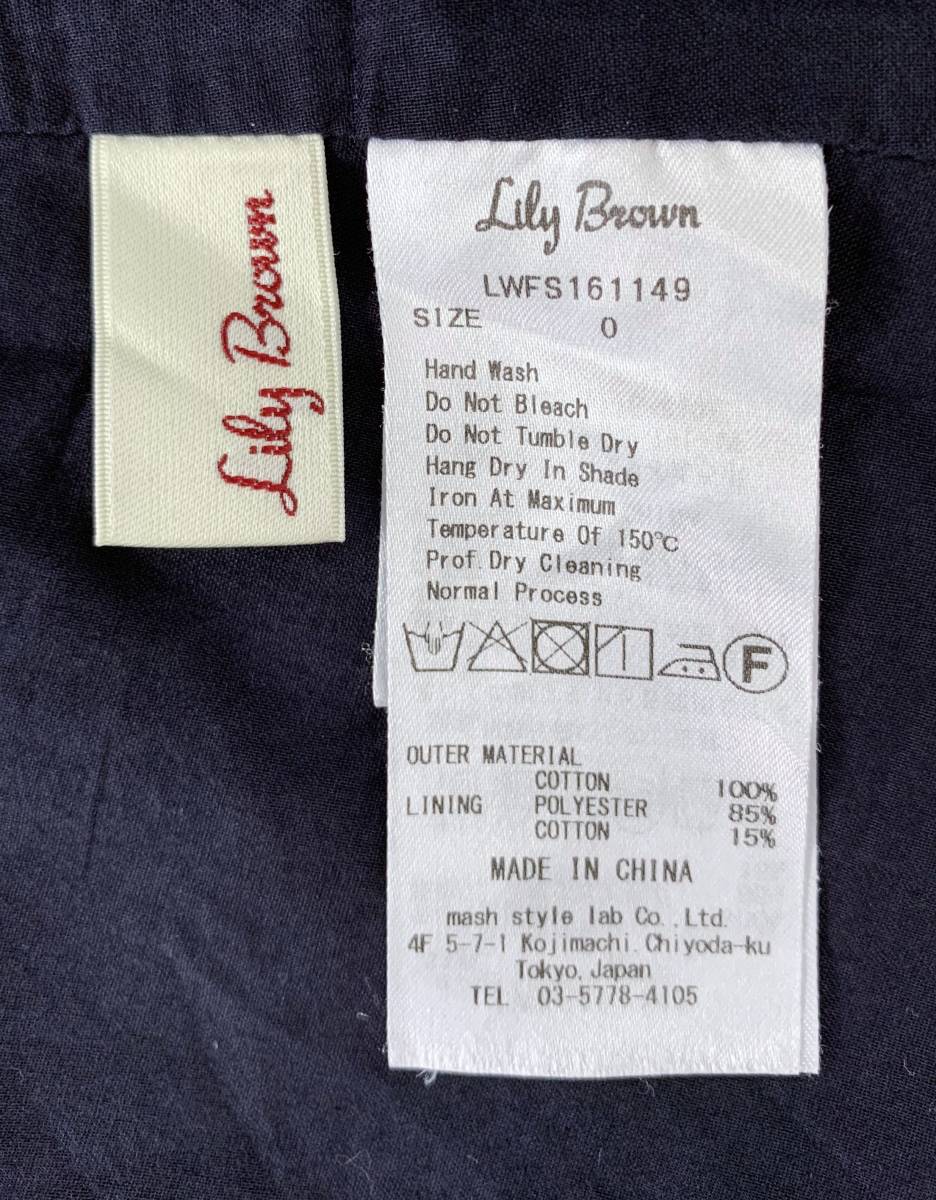 Lily Brown
Lily Brown
LWFS161149
SIZE 0
Hand Wash
Do Not Bleach
Do Not Tumble Dry
Hang Dry In Shade
Iron At Maximum
Temperature Of 150℃
Prof.Dry Cleaning
Normal Process
F
OUTER MATERIAL
COTTON 100%
LINING POLYESTER 85%
COTTON 15%
MADE IN CHINA
mash style lab Co.,Ltd.
4F 5-7-1 Kojimachi.Chiyoda-ku
Tokyo, Japan
TEL 03-5778-4105